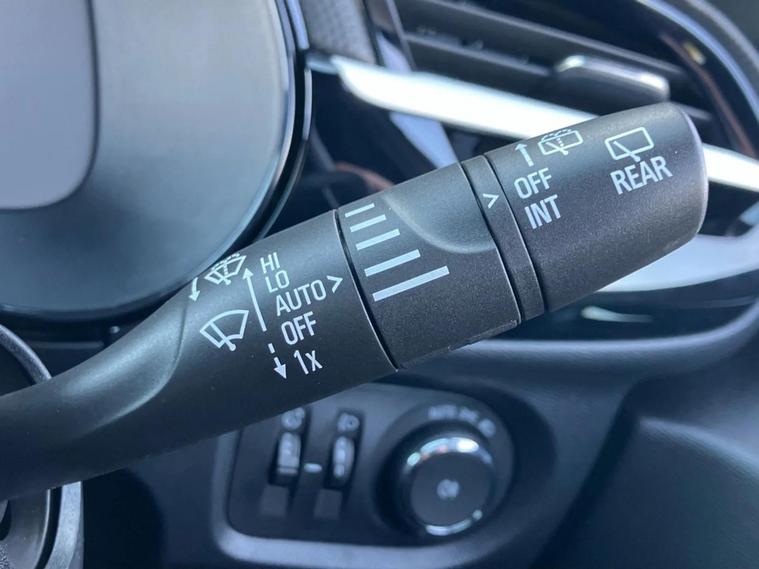 HI
LO
AUTO
OFF
1x
OFF
INT
REAR